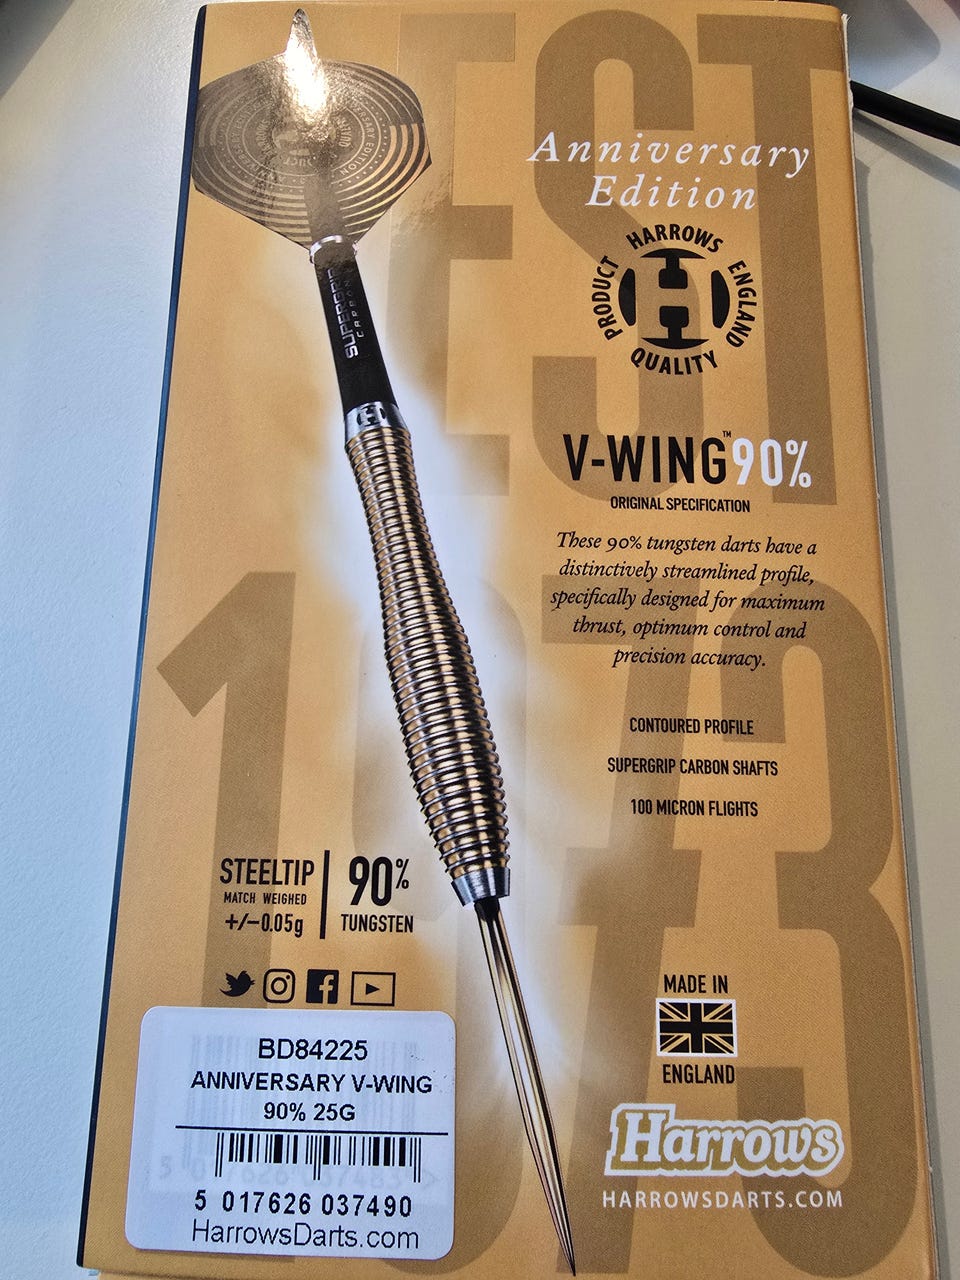 EST
1973
Anniversary
Edition
HARROWS
PRODUCT
ENGLAND
QUALITY
H
V-WING™90%
ORIGINAL SPECIFICATION
These 90% tungsten darts have a
distinctively streamlined profile,
specifically designed for maximum
thrust, optimum control and
precision accuracy.
CONTOURED PROFILE
SUPERGRIP CARBON SHAFTS
100 MICRON FLIGHTS
SUPERGRIP
CARBON
H
STEELTIP
MATCH WEIGHED
+/-0.05g
90%
TUNGSTEN
MADE IN
ENGLAND
Harrows
HARROWSDARTS.COM
BD84225
ANNIVERSARY V-WING
90% 25G
5 017626 037490
HarrowsDarts.com